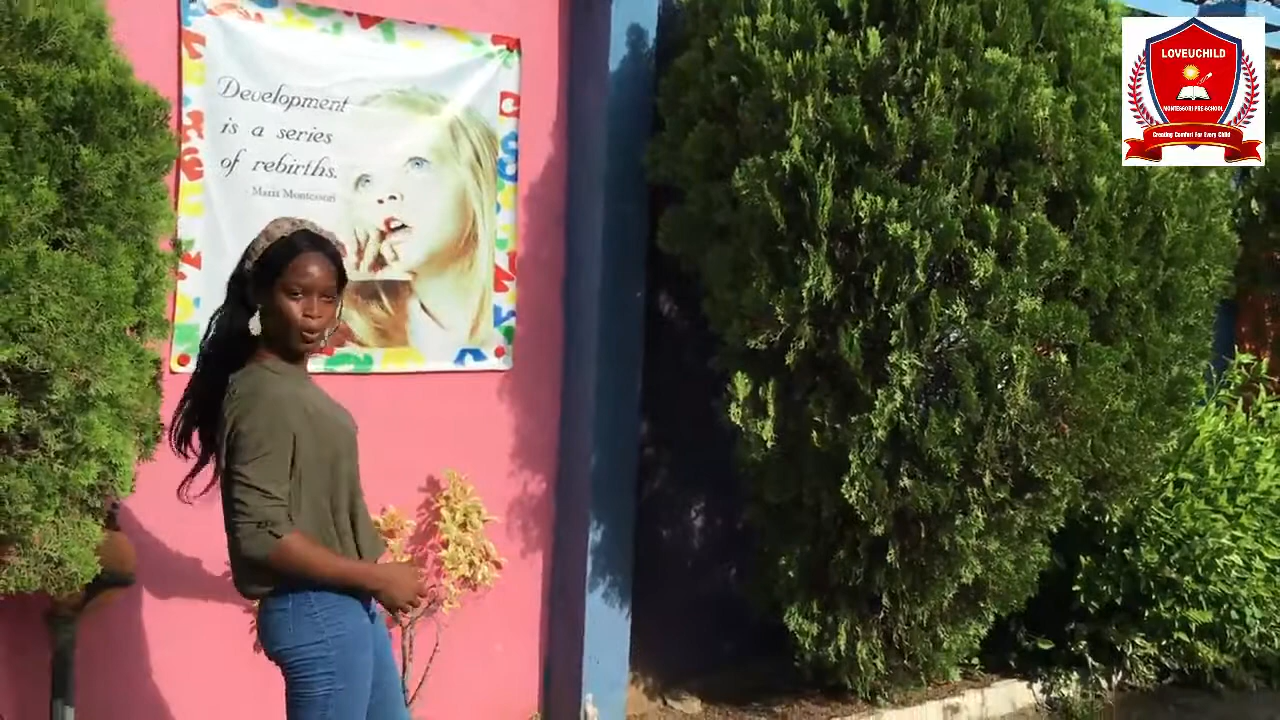 Development
is a series
of rebirths.
- Maria Montessori
LOVEUCHILD
MONTESSORI PRE-SCHOOL
Creating Comfort For Every Child